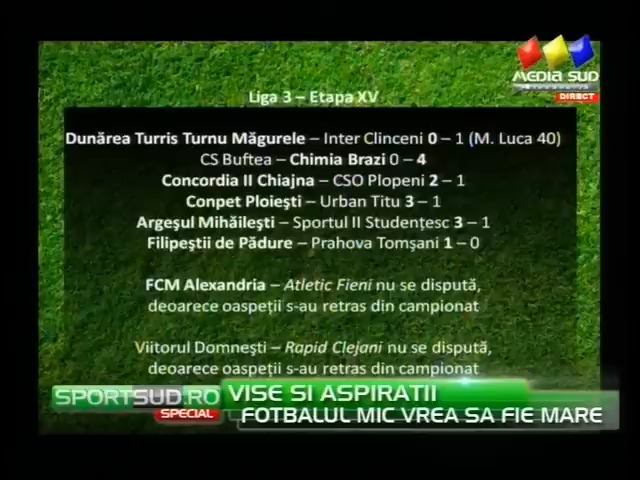 MEDIA SUD
DIRECT
Liga 3 – Etapa XV
Dunărea Turris Turnu Măgurele – Inter Clinceni 0 – 1 (M. Luca 40)
CS Buftea – Chimia Brazi 0 – 4
Concordia II Chiajna – CSO Plopeni 2 – 1
Conpet Ploieşti – Urban Titu 3 – 1
Argeşul Mihăileşti – Sportul II Studenţesc 3 – 1
Filipeştii de Pădure – Prahova Tomşani 1 – 0
FCM Alexandria – Atletic Fieni nu se dispută,
deoarece oaspeţii s-au retras din campionat
Viitorul Domneşti – Rapid Clejani nu se dispută,
deoarece oaspeţii s-au retras din campionat
SPORTSUD.RO
SPECIAL
VISE SI ASPIRATII
FOTBALUL MIC VREA SA FIE MARE